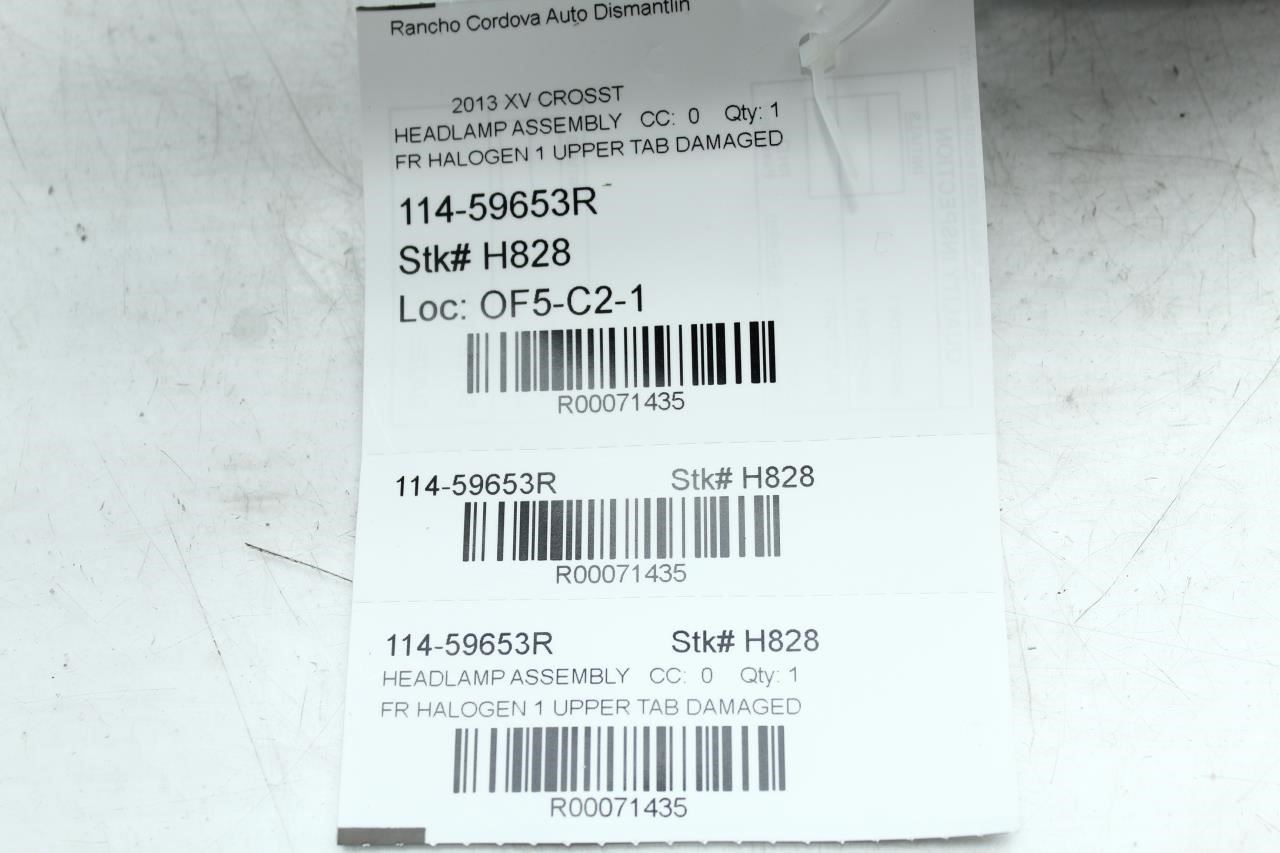 Rancho Cordova Auto Dismantlin
2013 XV CROSST
HEADLAMP ASSEMBLY CC: 0 Qty: 1
FR HALOGEN 1 UPPER TAB DAMAGED
114-59653R
Stk# H828
Loc: OF5-C2-1
R00071435
114-59653R Stk# H828
R00071435
114-59653R Stk# H828
HEADLAMP ASSEMBLY CC: 0 Qty: 1
FR HALOGEN 1 UPPER TAB DAMAGED
R00071435
QUALITY INSPECTION